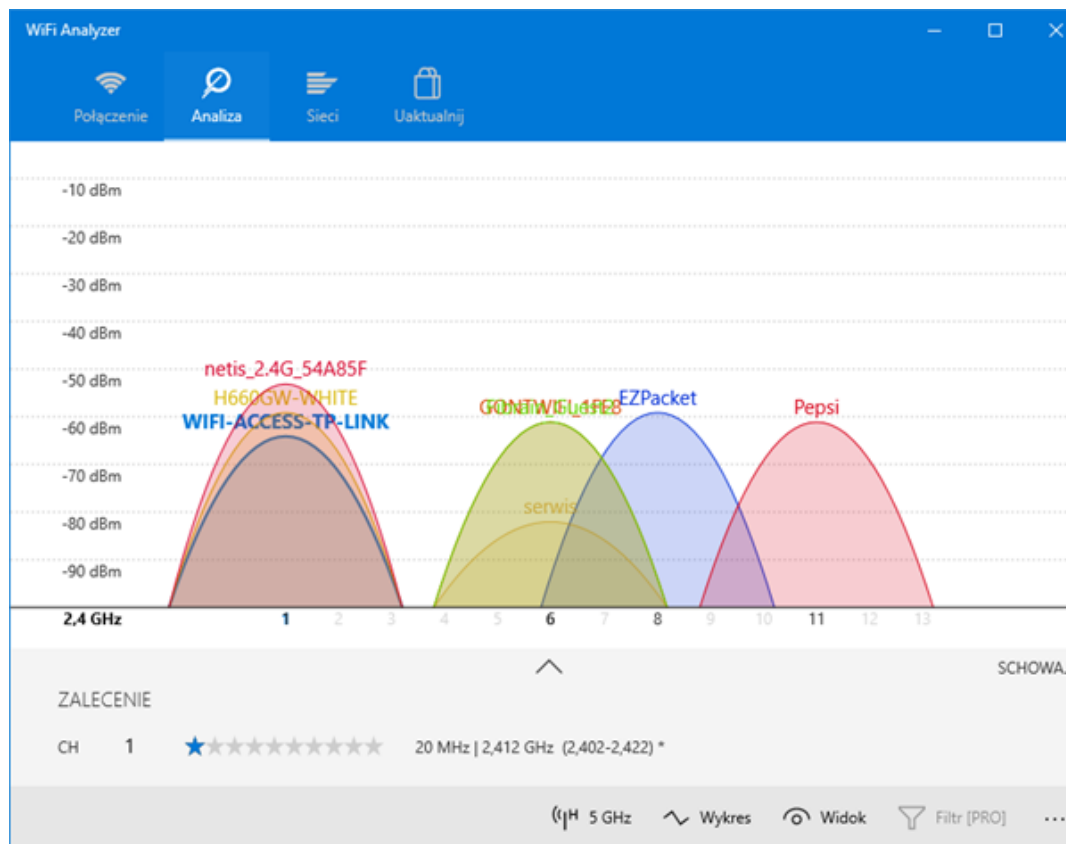 WiFi Analyzer
Połączenie
Analiza
Sieci
Uaktualnij
-10 dBm
-20 dBm
-30 dBm
-40 dBm
-50 dBm
-60 dBm
-70 dBm
-80 dBm
-90 dBm
netis_2.4G_54A85F
H660GW-WHITE
WIFI-ACCESS-TP-LINK
EZPacket
Pepsi
serwis
2,4 GHz 1 2 3 4 5 6 7 8 9 10 11 12 13
SCHOWAJ
ZALECENIE
CH 1 20 MHz | 2,412 GHz (2,402-2,422) *
5 GHz
Wykres
Widok
Filtr [PRO]
...